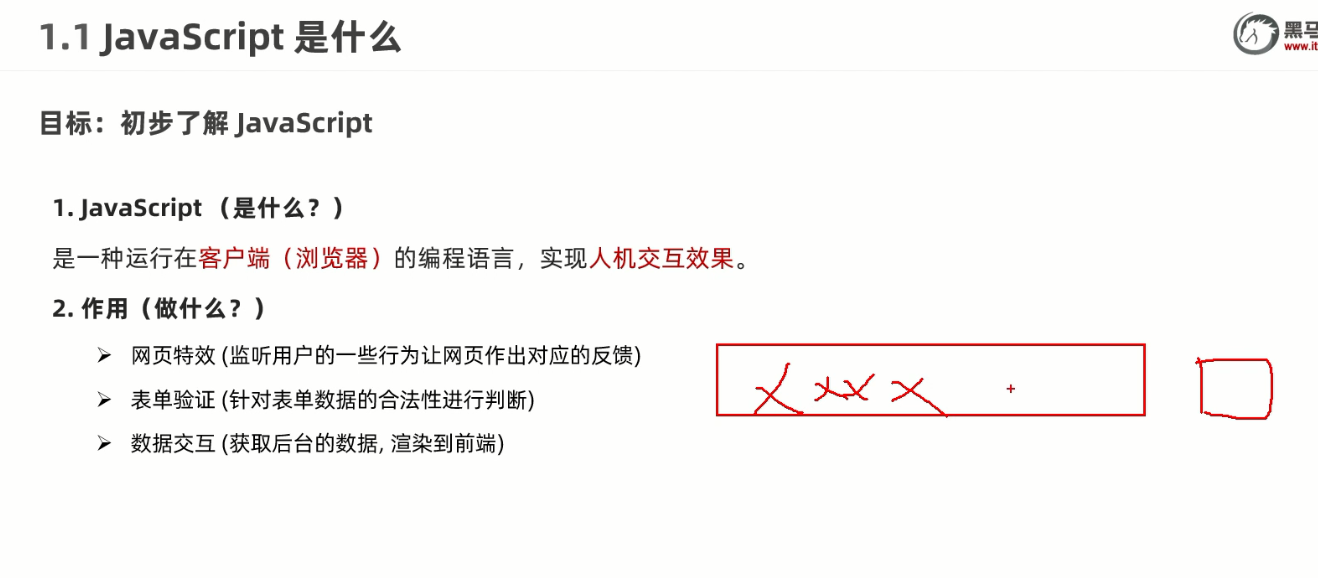 1.1 JavaScript 是什么
黑马
www.it
目标：初步了解 JavaScript
1. JavaScript （是什么？）
是一种运行在客户端（浏览器）的编程语言，实现人机交互效果。
2. 作用（做什么？）
➢ 网页特效 (监听用户的一些行为让网页作出对应的反馈)
➢ 表单验证 (针对表单数据的合法性进行判断)
➢ 数据交互 (获取后台的数据, 渲染到前端)
x xx x